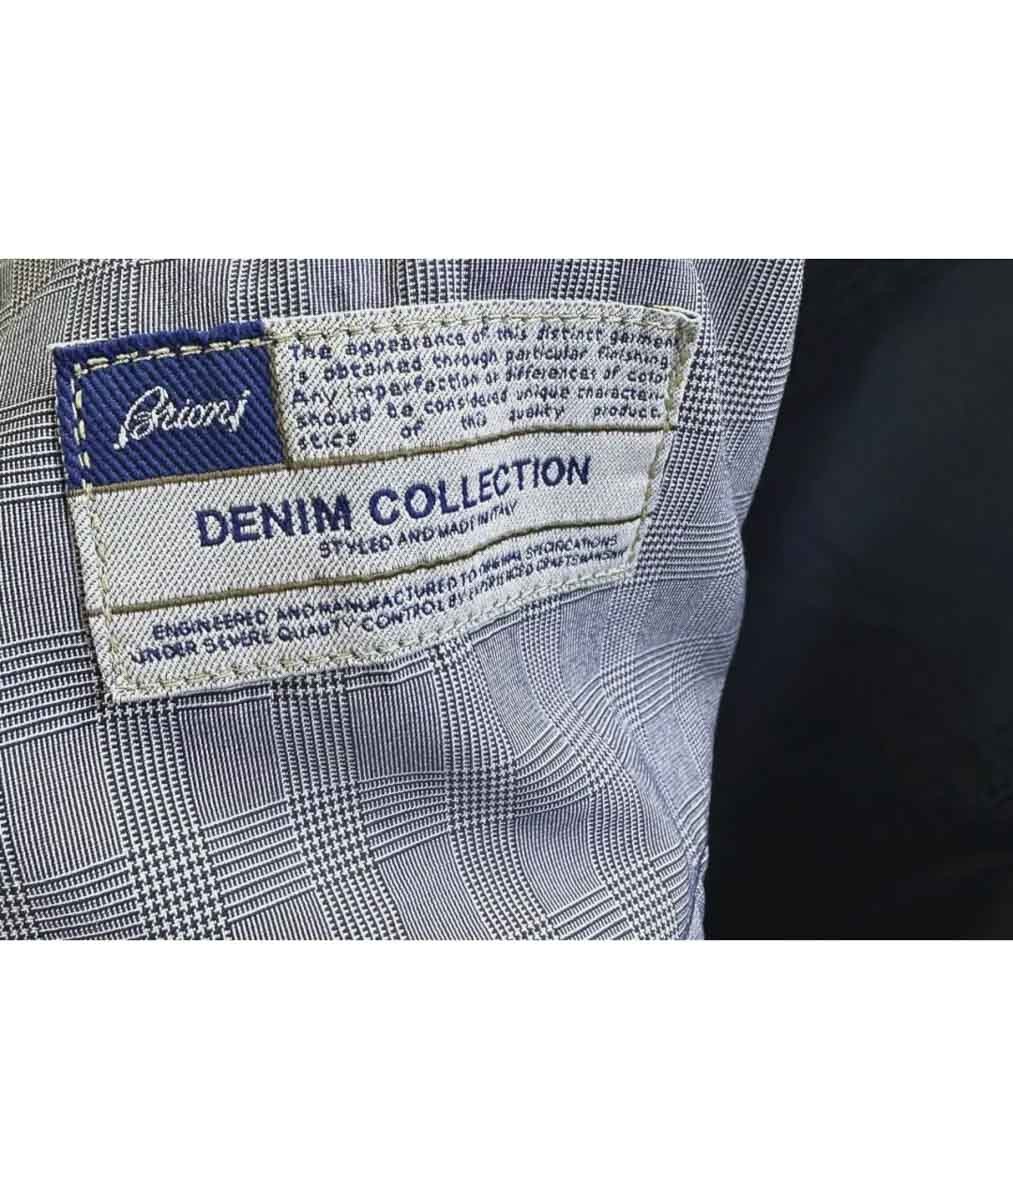 Brioni
The appearance of this distinct garment
is obtained through particular finishing
Any imperfection or differences of color
should be considered unique characteri-
stics of this quality product.
DENIM COLLECTION
STYLED AND MADE IN ITALY
ENGINEERED AND MANUFACTURED TO ORIGINAL SPECIFICATIONS
UNDER SEVERE QUALITY CONTROL BY EXPERIENCED CRAFTSMANSHIP